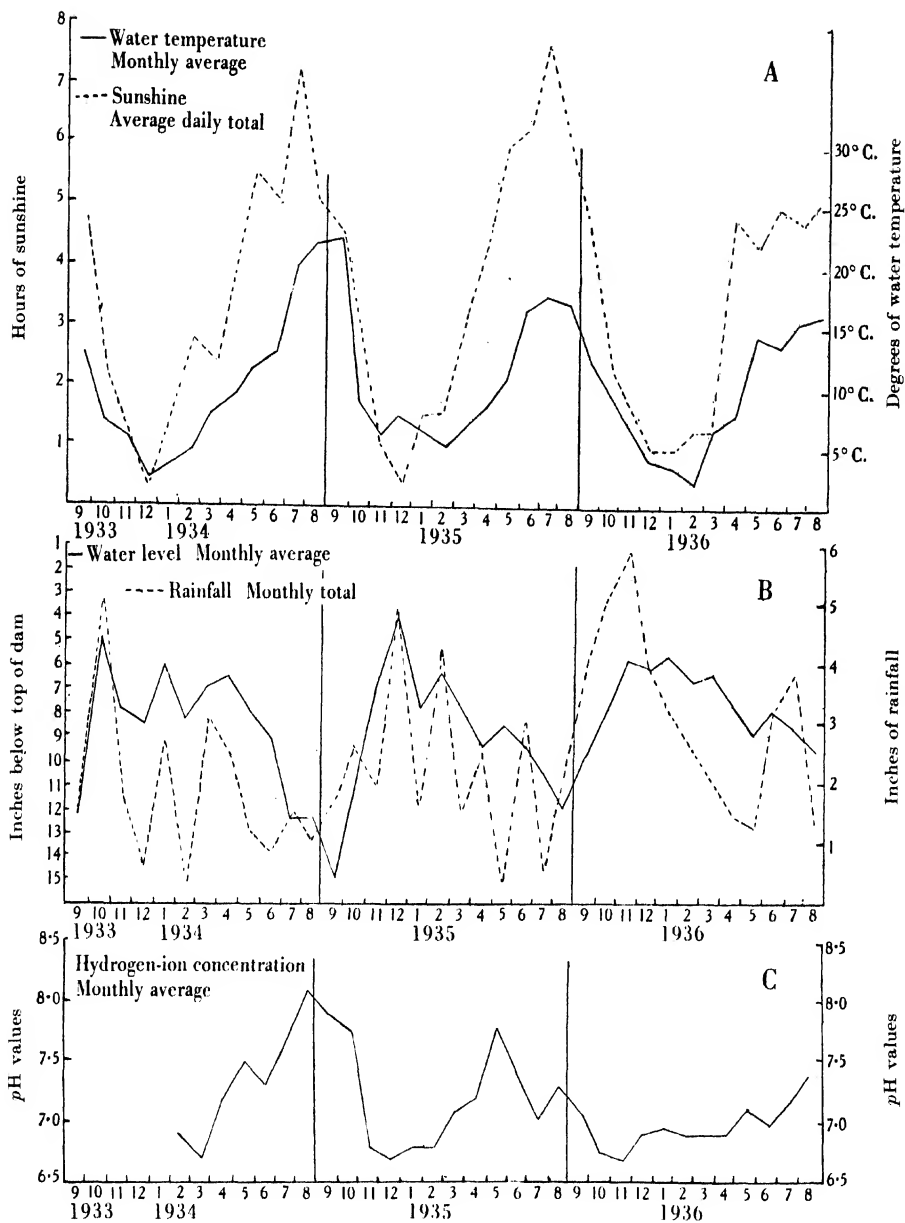 8
7
6
5
4
3
2
1
Hours of sunshine
Water temperature
Monthly average
Sunshine
Average daily total
A
30°C.
25°C.
20°C.
15°C.
10°C.
5°C.
Degrees of water temperature
9 10 11 12 1 2 3 4 5 6 7 8 9 10 11 12 1 2 3 4 5 6 7 8 9 10 11 12 1 2 3 4 5 6 7 8
1933 1934 1935 1936
1
2
3
4
5
6
7
8
9
10
11
12
13
14
15
Inches below top of dam
Water level Monthly average
Rainfall Monthly total
B
6
5
4
3
2
1
Inches of rainfall
9 10 11 12 1 2 3 4 5 6 7 8 9 10 11 12 1 2 3 4 5 6 7 8 9 10 11 12 1 2 3 4 5 6 7 8
1933 1934 1935 1936
8·5
8·0
7·5
7·0
6·5
pH values
Hydrogen-ion concentration
Monthly average
C
8·5
8·0
7·5
7·0
6·5
pH values
9 10 11 12 1 2 3 4 5 6 7 8 9 10 11 12 1 2 3 4 5 6 7 8 9 10 11 12 1 2 3 4 5 6 7 8
1933 1934 1935 1936